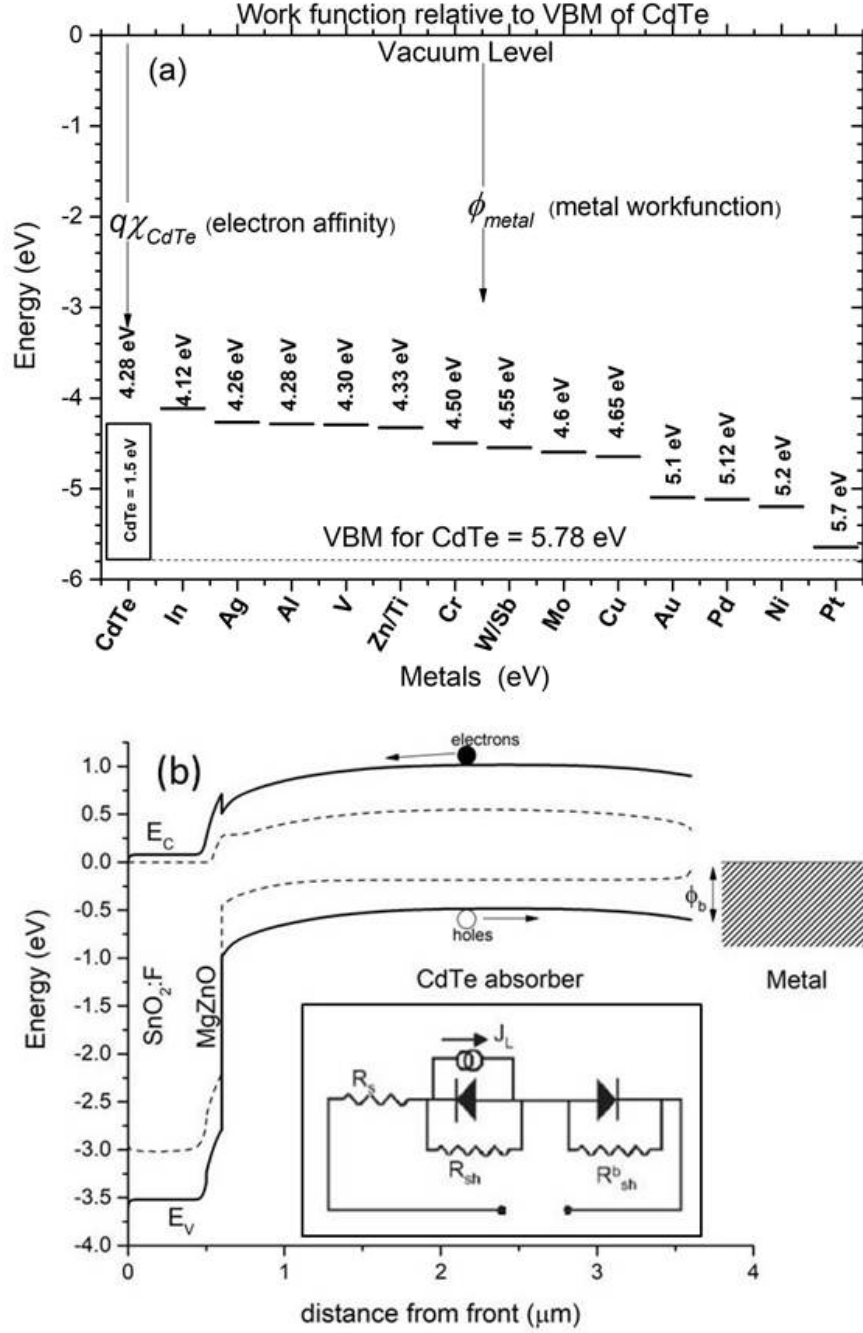 Work function relative to VBM of CdTe
(a)
Vacuum Level
qχCdTe (electron affinity)
ϕmetal (metal workfunction)
4.28 eV
4.12 eV
4.26 eV
4.28 eV
4.30 eV
4.33 eV
4.50 eV
4.55 eV
4.6 eV
4.65 eV
5.1 eV
5.12 eV
5.2 eV
5.7 eV
CdTe = 1.5 eV
VBM for CdTe = 5.78 eV
0
-1
-2
-3
-4
-5
-6
Energy (eV)
CdTe
In
Ag
Al
V
Zn/Ti
Cr
W/Sb
Mo
Cu
Au
Pd
Ni
Pt
Metals (eV)
(b)
electrons
EC
ϕb
holes
SnO2:F
MgZnO
CdTe absorber
Metal
JL
Rs
Rsh
Rbsh
EV
1.0
0.5
0.0
-0.5
-1.0
-1.5
-2.0
-2.5
-3.0
-3.5
-4.0
Energy (eV)
0
1
2
3
4
distance from front (μm)